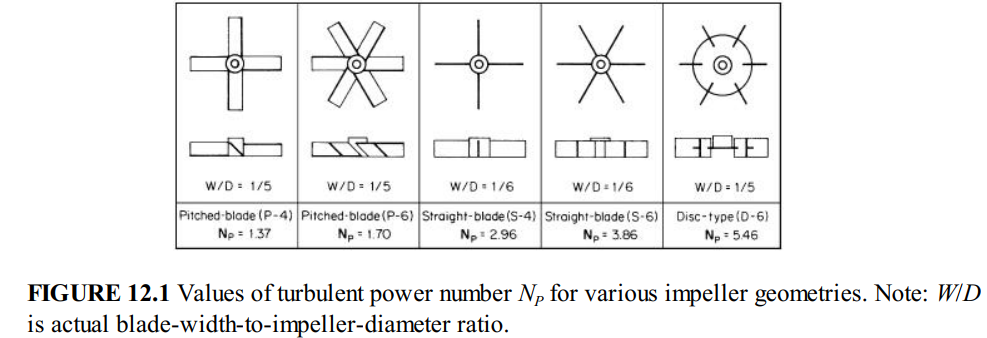 W/D = 1/5 W/D = 1/5 W/D = 1/6 W/D = 1/6 W/D = 1/5
Pitched-blade (P-4) Pitched-blade (P-6) Straight-blade (S-4) Straight-blade (S-6) Disc-type (D-6)
Np = 1.37 Np = 1.70 Np = 2.96 Np = 3.86 Np = 5.46
FIGURE 12.1 Values of turbulent power number NP for various impeller geometries. Note: W/D
is actual blade-width-to-impeller-diameter ratio.